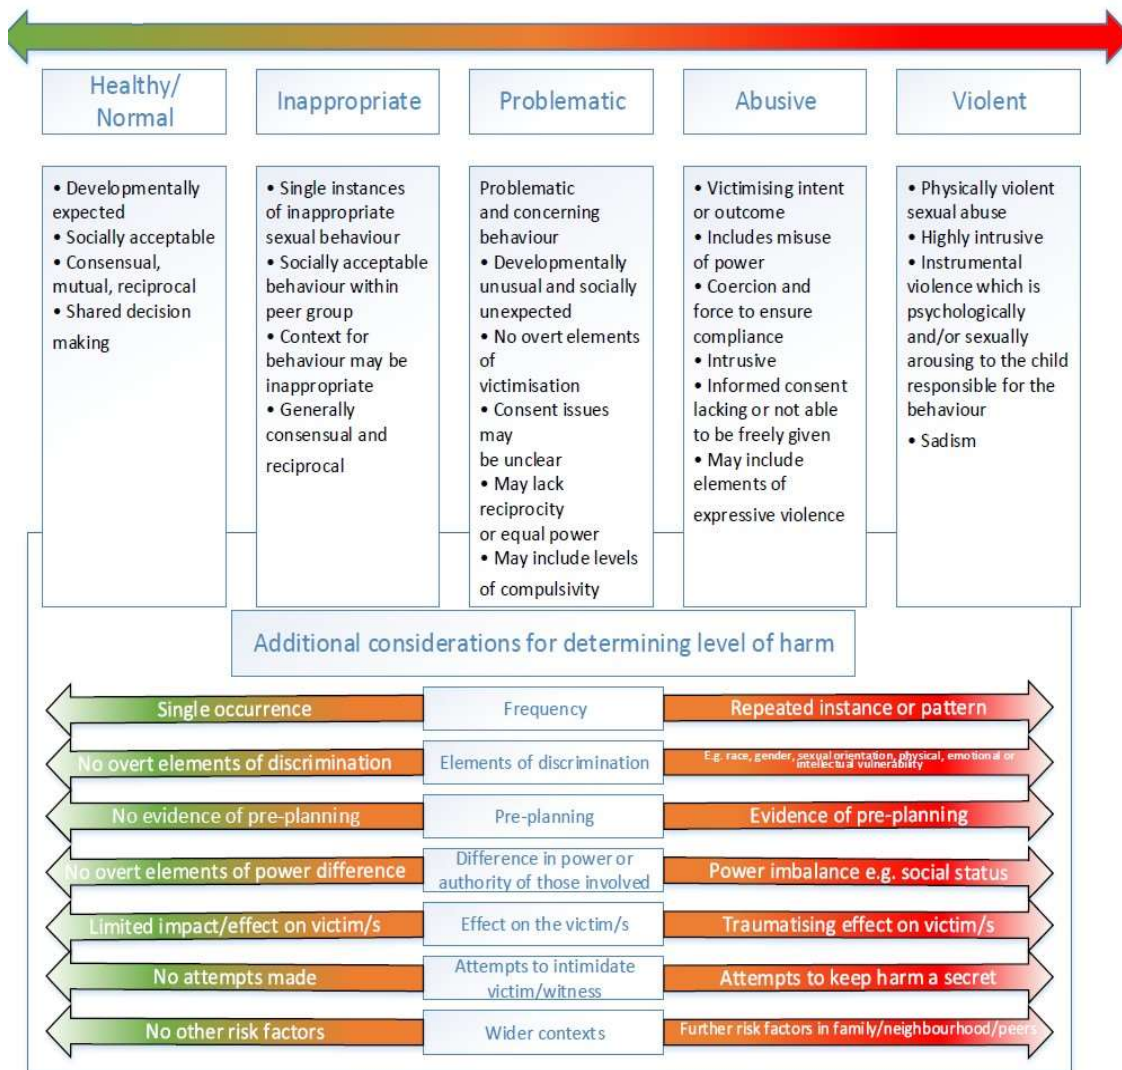 Healthy/
Normal
Inappropriate
Problematic
Abusive
Violent
• Developmentally
expected
• Socially acceptable
• Consensual,
mutual, reciprocal
• Shared decision
making
• Single instances
of inappropriate
sexual behaviour
• Socially acceptable
behaviour within
peer group
• Context for
behaviour may be
inappropriate
• Generally
consensual and
reciprocal
Problematic
and concerning
behaviour
• Developmentally
unusual and socially
unexpected
• No overt elements
of
victimisation
• Consent issues
may
be unclear
• May lack
reciprocity
or equal power
• May include levels
of compulsivity
• Victimising intent
or outcome
• Includes misuse
of power
• Coercion and
force to ensure
compliance
• Intrusive
• Informed consent
lacking or not able
to be freely given
• May include
elements of
expressive violence
• Physically violent
sexual abuse
• Highly intrusive
• Instrumental
violence which is
psychologically
and/or sexually
arousing to the child
responsible for the
behaviour
• Sadism
Additional considerations for determining level of harm
Single occurrence
Frequency
Repeated instance or pattern
No overt elements of discrimination
Elements of discrimination
E.g. race, gender, sexual orientation, physical, emotional or
intellectual vulnerability
No evidence of pre-planning
Pre-planning
Evidence of pre-planning
No overt elements of power difference
Difference in power or
authority of those involved
Power imbalance e.g. social status
Limited impact/effect on victim/s
Effect on the victim/s
Traumatising effect on victim/s
No attempts made
Attempts to intimidate
victim/witness
Attempts to keep harm a secret
No other risk factors
Wider contexts
Further risk factors in family/neighbourhood/peers